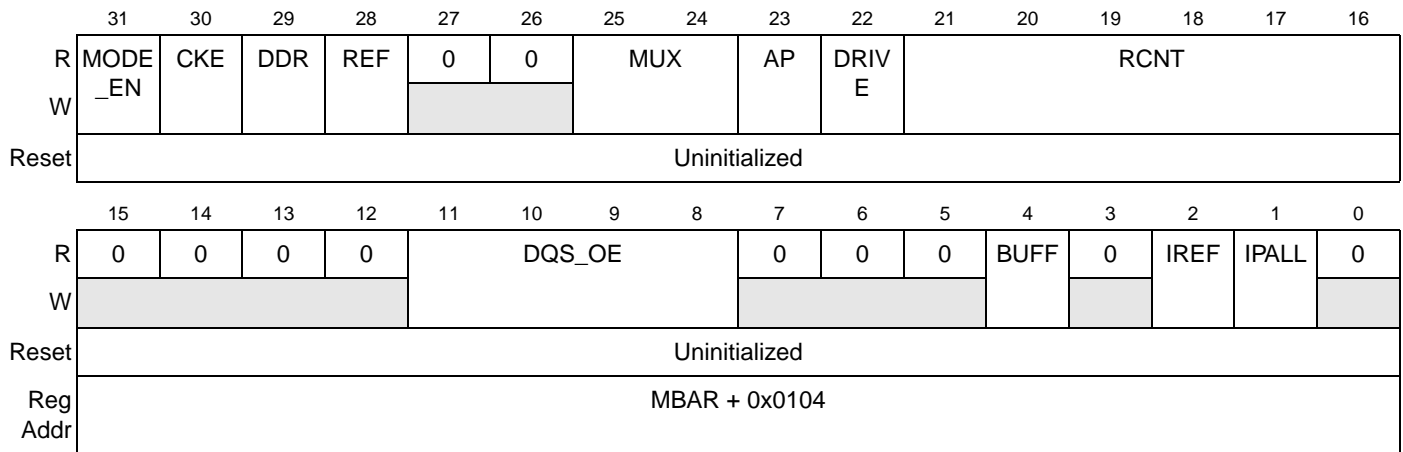 31 30 29 28 27 26 25 24 23 22 21 20 19 18 17 16
R MODE CKE DDR REF 0 0 MUX AP DRIV RCNT
_EN E
W
Reset Uninitialized
15 14 13 12 11 10 9 8 7 6 5 4 3 2 1 0
R 0 0 0 0 DQS_OE 0 0 0 BUFF 0 IREF IPALL 0
W
Reset Uninitialized
Reg MBAR + 0x0104
Addr